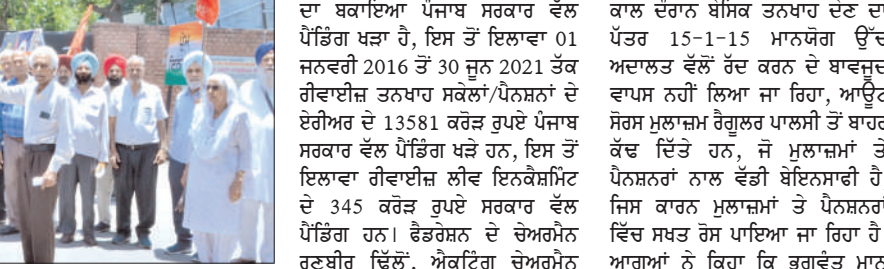 ਦਾ ਬਕਾਇਆ ਪੰਜਾਬ ਸਰਕਾਰ ਵੱਲ
ਪੈਂਡਿੰਗ ਖੜਾ ਹੈ, ਇਸ ਤੋਂ ਇਲਾਵਾ 01
ਜਨਵਰੀ 2016 ਤੋਂ 30 ਜੂਨ 2021 ਤੱਕ
ਰੀਵਾਈਜ਼ ਤਨਖਾਹ ਸਕੇਲਾਂ/ਪੈਨਸ਼ਨਾਂ ਦੇ
ਏਰੀਅਰ ਦੇ 13581 ਕਰੋੜ ਰੁਪਏ ਪੰਜਾਬ
ਸਰਕਾਰ ਵੱਲ ਪੈਂਡਿੰਗ ਖੜੇ ਹਨ, ਇਸ ਤੋਂ
ਇਲਾਵਾ ਰੀਵਾਈਜ਼ ਲੀਵ ਇਨਕੈਸ਼ਮਿੰਟ
ਦੇ 345 ਕਰੋੜ ਰੁਪਏ ਸਰਕਾਰ ਵੱਲ
ਪੈਂਡਿੰਗ ਹਨ। ਫੈਡਰੇਸ਼ਨ ਦੇ ਚੇਅਰਮੈਨ
ਰਣਬੀਰ ਢਿੱਲੋਂ, ਐਕਟਿੰਗ ਚੇਅਰਮੈਨ
ਕਾਲ ਦੌਰਾਨ ਬੇਸਿਕ ਤਨਖਾਹ ਦੇਣ ਦਾ
ਪੱਤਰ 15-1-15 ਮਾਨਯੋਗ ਉੱਚ
ਅਦਾਲਤ ਵੱਲੋਂ ਰੱਦ ਕਰਨ ਦੇ ਬਾਵਜੂਦ
ਵਾਪਸ ਨਹੀਂ ਲਿਆ ਜਾ ਰਿਹਾ, ਆਊਟ
ਸੋਰਸ ਮੁਲਾਜ਼ਮ ਰੈਗੂਲਰ ਪਾਲਸੀ ਤੋਂ ਬਾਹਰ
ਕੱਢ ਦਿੱਤੇ ਹਨ, ਜੋ ਮੁਲਾਜ਼ਮਾਂ ਤੇ
ਪੈਨਸ਼ਨਰਾਂ ਨਾਲ ਵੱਡੀ ਬੇਇਨਸਾਫੀ ਹੈ
ਜਿਸ ਕਾਰਨ ਮੁਲਾਜ਼ਮਾਂ ਤੇ ਪੈਨਸ਼ਨਰਾਂ
ਵਿੱਚ ਸਖਤ ਰੋਸ ਪਾਇਆ ਜਾ ਰਿਹਾ ਹੈ
ਆਗੂਆਂ ਨੇ ਕਿਹਾ ਕਿ ਭਗਵੰਤ ਮਾਨ